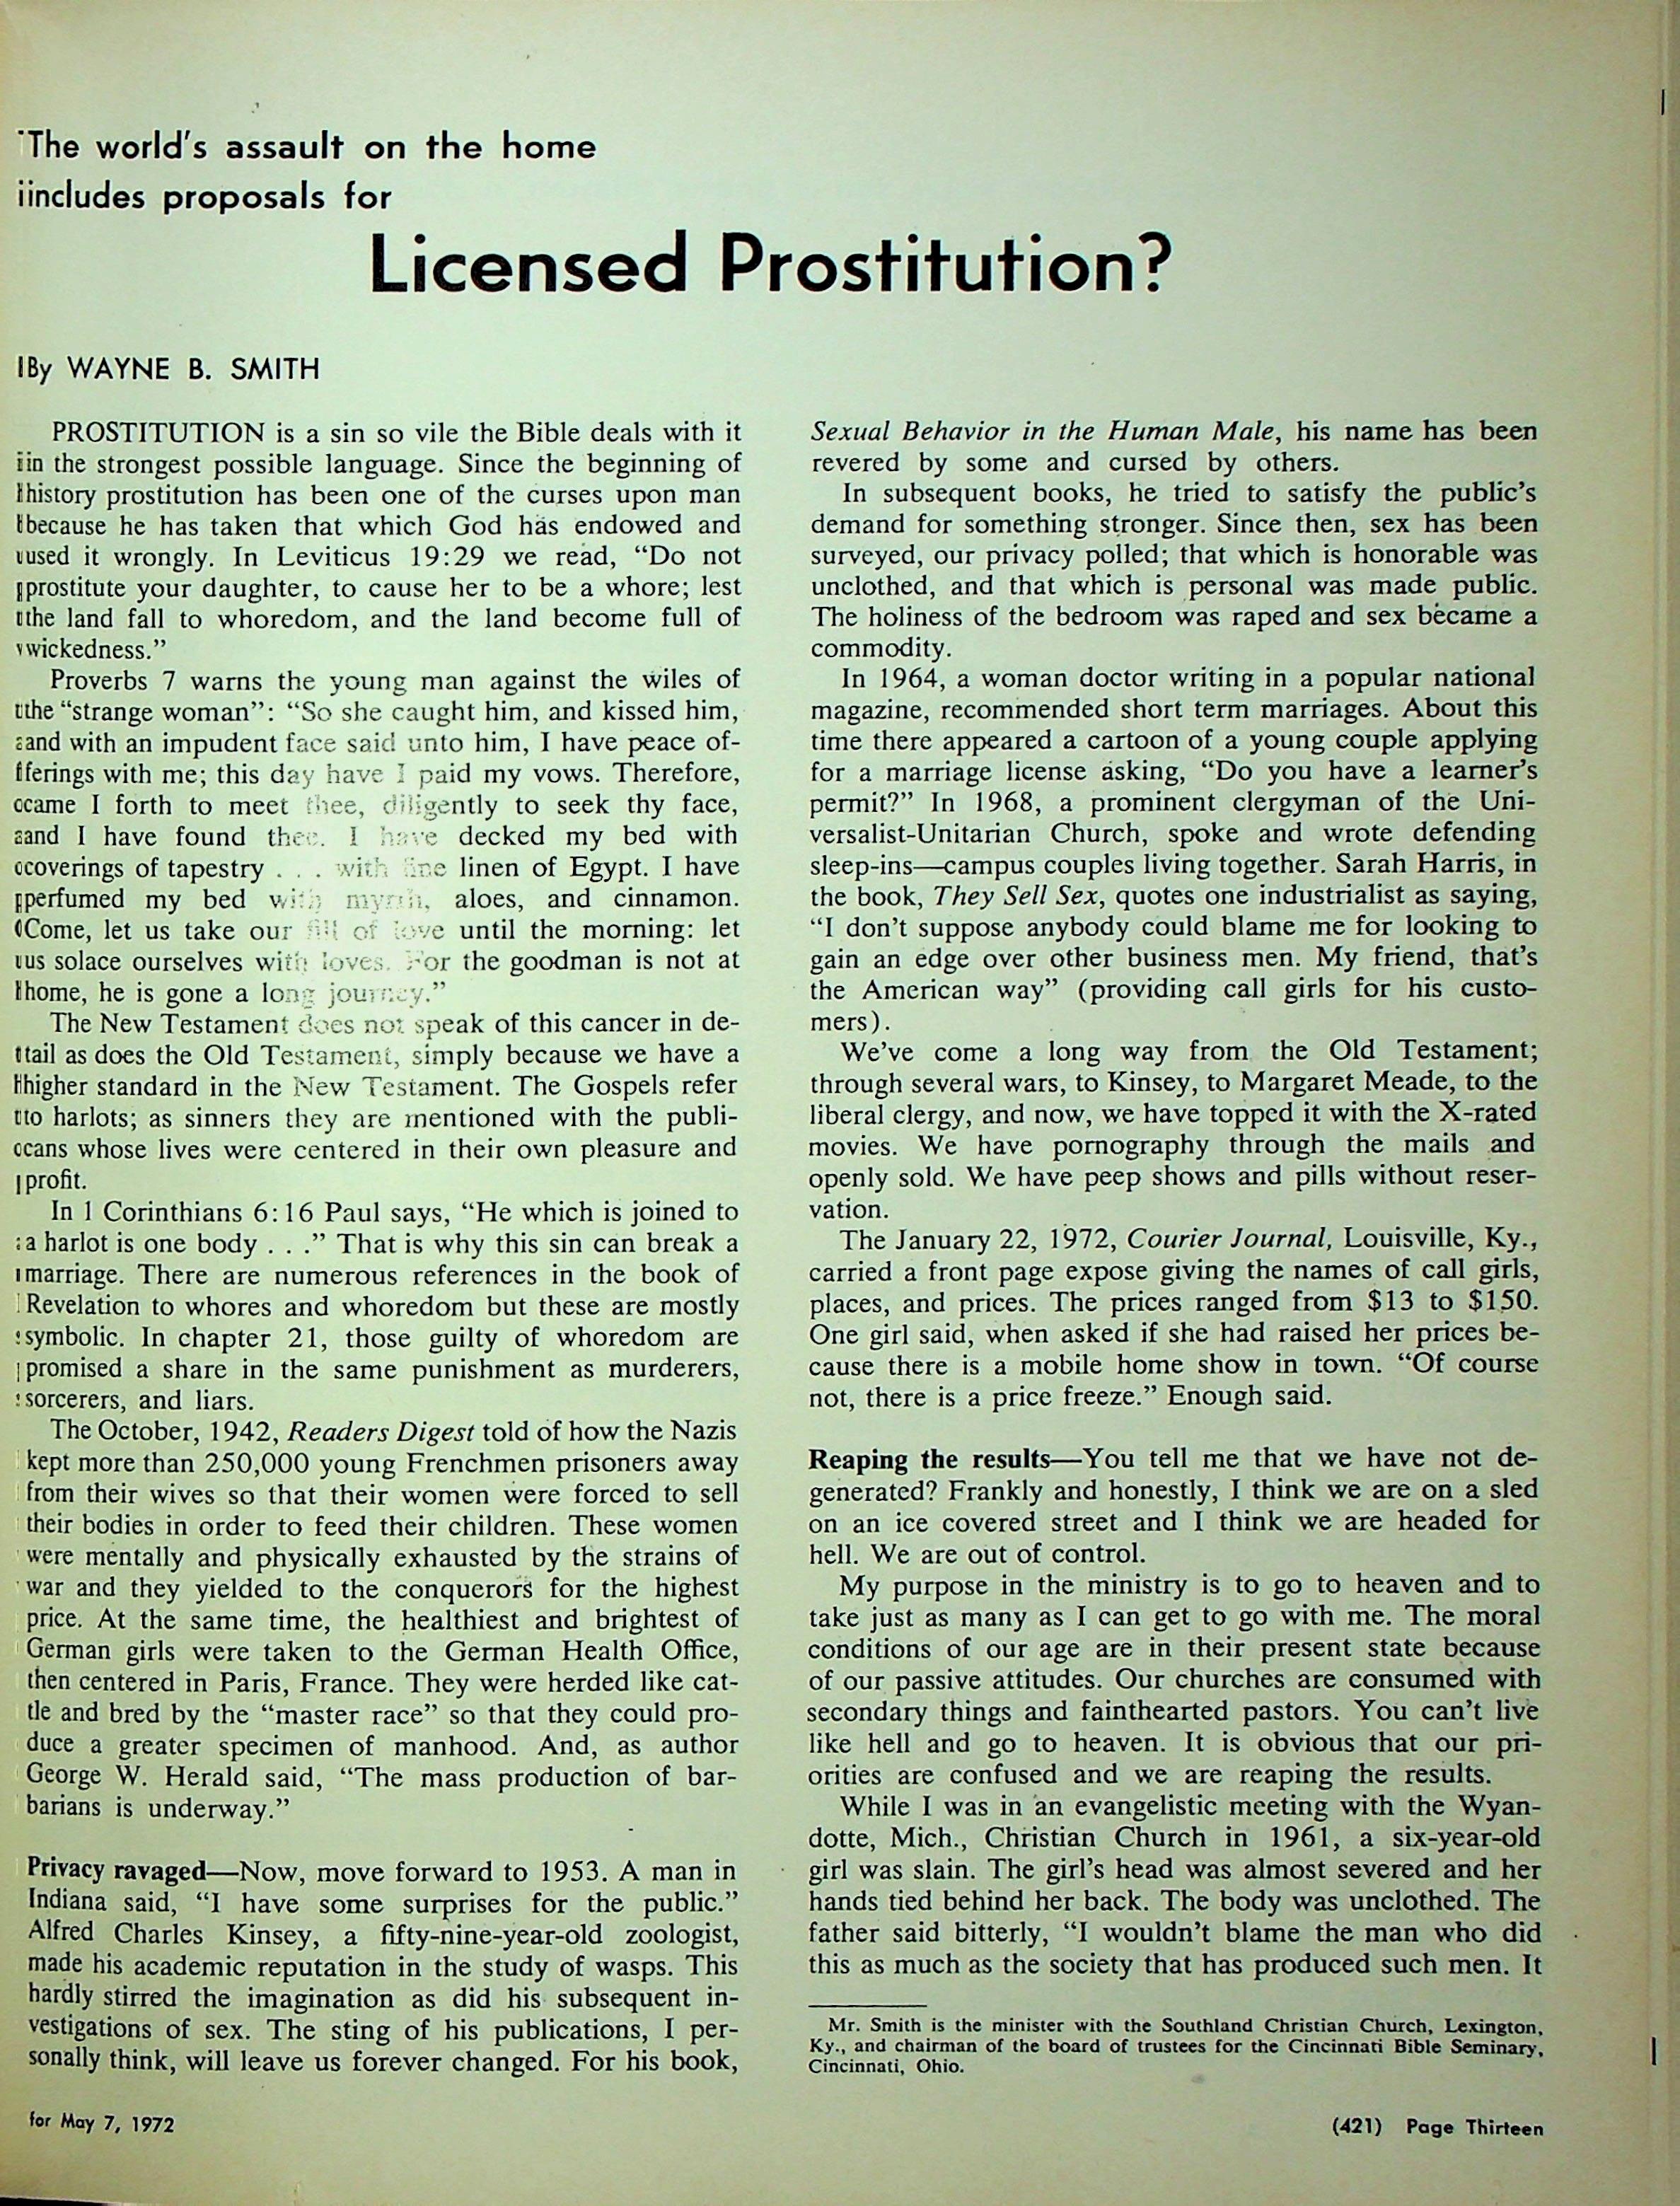 The world's assault on the home
includes proposals for
Licensed Prostitution?
By WAYNE B. SMITH
PROSTITUTION is a sin so vile the Bible deals with it
in the strongest possible language. Since the beginning of
history prostitution has been one of the curses upon man
because he has taken that which God has endowed and
used it wrongly. In Leviticus 19:29 we read, “Do not
prostitute your daughter, to cause her to be a whore; lest
the land fall to whoredom, and the land become full of
wickedness.”
Proverbs 7 warns the young man against the wiles of
the “strange woman”: “So she caught him, and kissed him,
and with an impudent face said unto him, I have peace of-
ferings with me; this day have I paid my vows. Therefore,
came I forth to meet thee, diligently to seek thy face,
and I have found thee. I have decked my bed with
coverings of tapestry . . . with fine linen of Egypt. I have
perfumed my bed with myrrh, aloes, and cinnamon.
Come, let us take our fill of love until the morning: let
us solace ourselves with loves. For the goodman is not at
home, he is gone a long journey.”
The New Testament does not speak of this cancer in de-
tail as does the Old Testament, simply because we have a
higher standard in the New Testament. The Gospels refer
to harlots; as sinners they are mentioned with the publi-
cans whose lives were centered in their own pleasure and
profit.
In 1 Corinthians 6:16 Paul says, “He which is joined to
a harlot is one body . . .” That is why this sin can break a
marriage. There are numerous references in the book of
Revelation to whores and whoredom but these are mostly
symbolic. In chapter 21, those guilty of whoredom are
promised a share in the same punishment as murderers,
sorcerers, and liars.
The October, 1942, Readers Digest told of how the Nazis
kept more than 250,000 young Frenchmen prisoners away
from their wives so that their women were forced to sell
their bodies in order to feed their children. These women
were mentally and physically exhausted by the strains of
war and they yielded to the conquerors for the highest
price. At the same time, the healthiest and brightest of
German girls were taken to the German Health Office,
then centered in Paris, France. They were herded like cat-
tle and bred by the “master race” so that they could pro-
duce a greater specimen of manhood. And, as author
George W. Herald said, “The mass production of bar-
barians is underway.”
Privacy ravaged—Now, move forward to 1953. A man in
Indiana said, “I have some surprises for the public.”
Alfred Charles Kinsey, a fifty-nine-year-old zoologist,
made his academic reputation in the study of wasps. This
hardly stirred the imagination as did his subsequent in-
vestigations of sex. The sting of his publications, I per-
sonally think, will leave us forever changed. For his book,
Sexual Behavior in the Human Male, his name has been
revered by some and cursed by others.
In subsequent books, he tried to satisfy the public's
demand for something stronger. Since then, sex has been
surveyed, our privacy polled; that which is honorable was
unclothed, and that which is personal was made public.
The holiness of the bedroom was raped and sex became a
commodity.
In 1964, a woman doctor writing in a popular national
magazine, recommended short term marriages. About this
time there appeared a cartoon of a young couple applying
for a marriage license asking, “Do you have a learner's
permit?” In 1968, a prominent clergyman of the Uni-
versalist-Unitarian Church, spoke and wrote defending
sleep-ins—campus couples living together. Sarah Harris, in
the book, They Sell Sex, quotes one industrialist as saying,
“I don't suppose anybody could blame me for looking to
gain an edge over other business men. My friend, that's
the American way” (providing call girls for his custo-
mers).
We've come a long way from the Old Testament;
through several wars, to Kinsey, to Margaret Meade, to the
liberal clergy, and now, we have topped it with the X-rated
movies. We have pornography through the mails and
openly sold. We have peep shows and pills without reser-
vation.
The January 22, 1972, Courier Journal, Louisville, Ky.,
carried a front page expose giving the names of call girls,
places, and prices. The prices ranged from $13 to $150.
One girl said, when asked if she had raised her prices be-
cause there is a mobile home show in town. “Of course
not, there is a price freeze.” Enough said.
Reaping the results—You tell me that we have not de-
generated? Frankly and honestly, I think we are on a sled
on an ice covered street and I think we are headed for
hell. We are out of control.
My purpose in the ministry is to go to heaven and to
take just as many as I can get to go with me. The moral
conditions of our age are in their present state because
of our passive attitudes. Our churches are consumed with
secondary things and fainthearted pastors. You can't live
like hell and go to heaven. It is obvious that our pri-
orities are confused and we are reaping the results.
While I was in an evangelistic meeting with the Wyan-
dotte, Mich., Christian Church in 1961, a six-year-old
girl was slain. The girl's head was almost severed and her
hands tied behind her back. The body was unclothed. The
father said bitterly, “I wouldn't blame the man who did
this as much as the society that has produced such men. It
Mr. Smith is the minister with the Southland Christian Church, Lexington,
Ky., and chairman of the board of trustees for the Cincinnati Bible Seminary,
Cincinnati, Ohio.
for May 7, 1972
(421) Page Thirteen